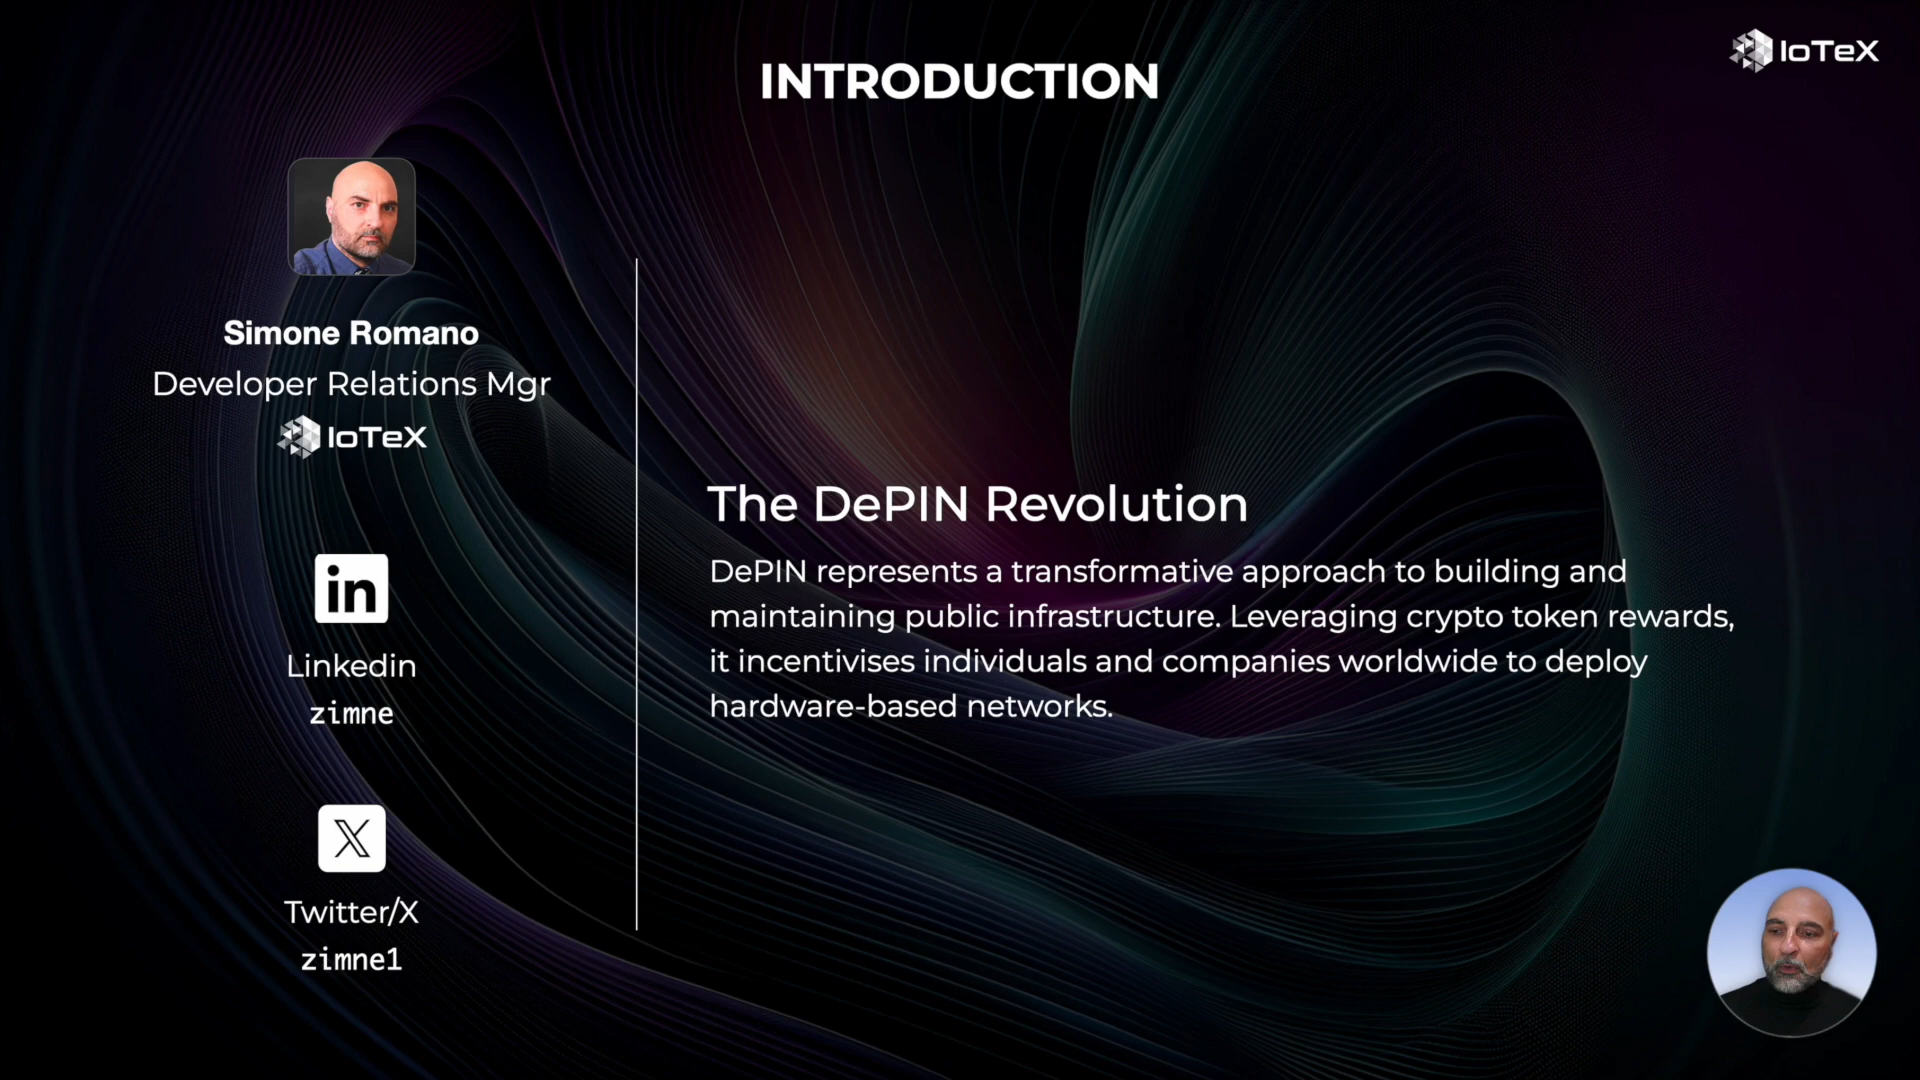 INTRODUCTION
IoTeX
Simone Romano
Developer Relations Mgr
IoTeX
in
Linkedin
zimne
X
Twitter/X
zimne1
The DePIN Revolution
DePIN represents a transformative approach to building and
maintaining public infrastructure. Leveraging crypto token rewards,
it incentivises individuals and companies worldwide to deploy
hardware-based networks.